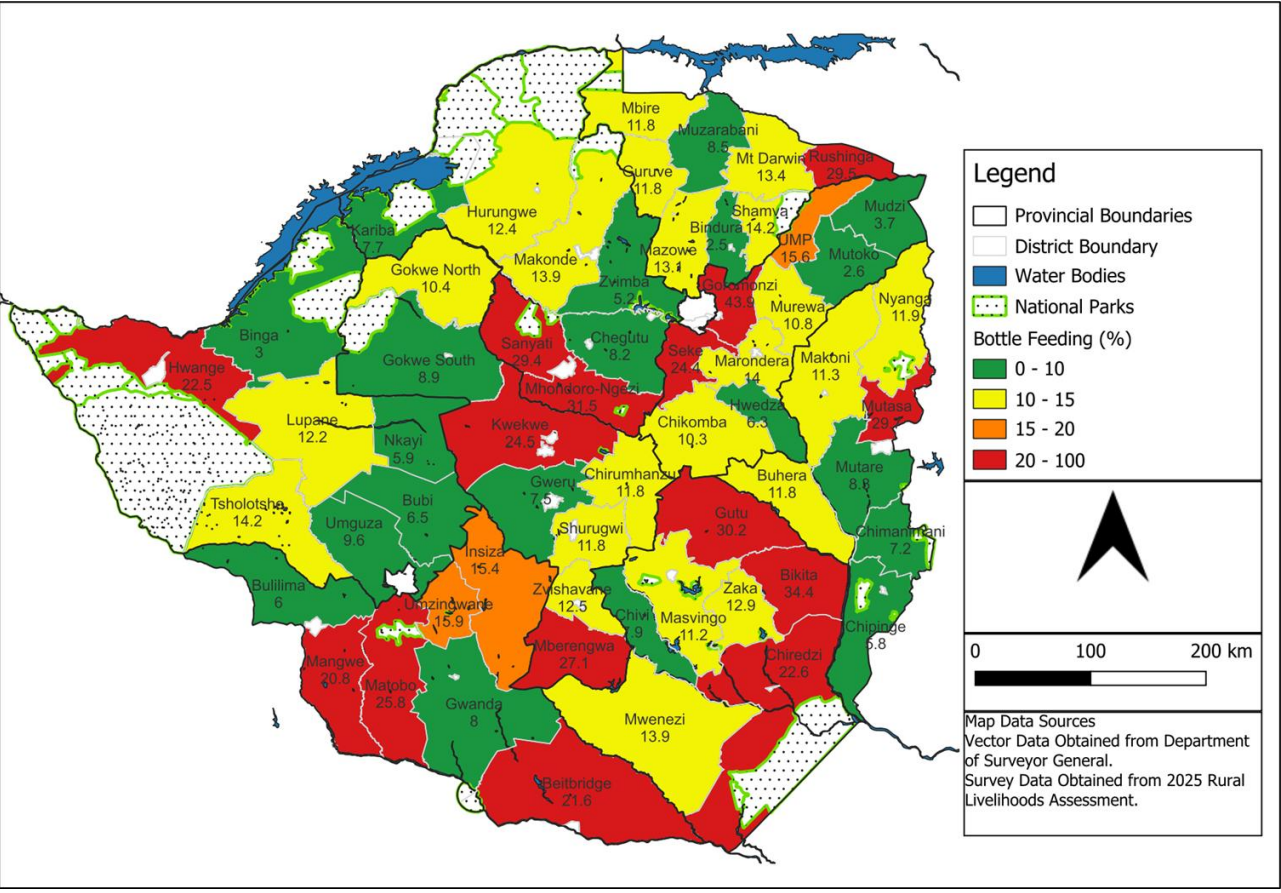 Mbire
11.8
Muzarabani
8.5
Mt Darwin
13.4
Rushinga
29.5
Guruve
11.8
Mudzi
3.7
Hurungwe
12.4
Shamva
14.2
Bindura
2.5
Kariba
7.7
UMP
15.6
Mutoko
2.6
Makonde
13.9
Mazowe
13.1
Gokwe North
10.4
Zvimba
5.2
Goromonzi
43.9
Nyanga
11.9
Murewa
10.8
Binga
3
Sanyati
29.4
Chegutu
8.2
Seke
24.4
Marondera
14
Makoni
11.3
Gokwe South
8.9
Hwange
22.5
Mhondoro-Ngezi
31.5
Hwedza
6.3
Mutasa
Lupane
12.2
Kwekwe
24.5
Chikomba
10.3
Nkayi
5.9
Mutare
8.8
Chirumhanzu
11.8
Buhera
11.8
Gweru
7.5
Tsholotsho
14.2
Bubi
6.5
Umguza
9.6
Gutu
30.2
Shurugwi
11.8
Chimanimani
7.2
Insiza
15.4
Bikita
34.4
Bulilima
6
Zvishavane
12.5
Zaka
12.9
Umzingwane
15.9
Chivi
Masvingo
11.2
Chipinge
5.8
Mberengwa
27.1
Chiredzi
22.6
Mangwe
20.8
Matobo
25.8
Gwanda
8
Mwenezi
13.9
Beitbridge
21.6
Legend
Provincial Boundaries
District Boundary
Water Bodies
National Parks
Bottle Feeding (%)
0 - 10
10 - 15
15 - 20
20 - 100
0 100 200 km
Map Data Sources
Vector Data Obtained from Department
of Surveyor General.
Survey Data Obtained from 2025 Rural
Livelihoods Assessment.